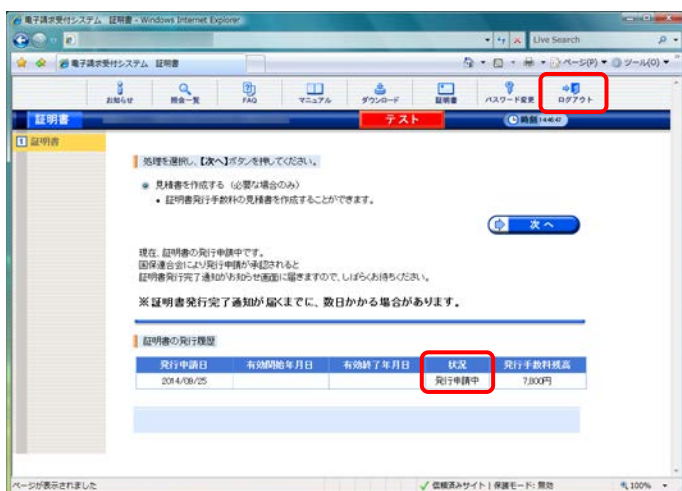 電子請求受付システム 証明書 - Windows Internet Explorer
Live Search
電子請求受付システム 証明書
ページ(P) ツール(O)
お知らせ 照会一覧 FAQ マニュアル ダウンロード 証明書 パスワード変更 ログアウト
証明書 テスト 時刻 14:46:47
1 証明書
処理を選択し、【次へ】ボタンを押してください。
見積書を作成する (必要な場合のみ)
• 証明書発行手数料の見積書を作成することができます。
次へ
現在、証明書の発行申請中です。
国保連合会により発行申請が承認されると
証明書発行完了通知がお知らせ画面に届きますので、しばらくお待ちください。
※証明書発行完了通知が届くまでに、数日かかる場合があります。
証明書の発行履歴
発行申請日 有効開始年月日 有効終了年月日 状況 発行手数料残高
2014/08/25 発行申請中 7,800円
ページが表示されました 信頼済みサイト | 保護モード: 無効 100%